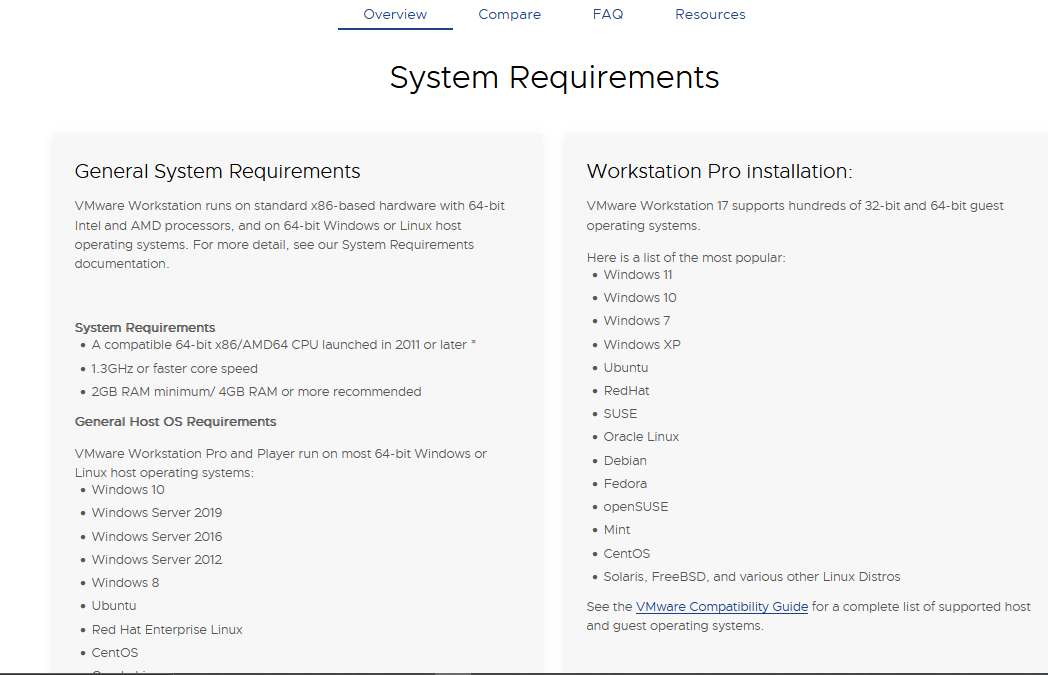 Overview Compare FAQ Resources
System Requirements
General System Requirements
VMware Workstation runs on standard x86-based hardware with 64-bit
Intel and AMD processors, and on 64-bit Windows or Linux host
operating systems. For more detail, see our System Requirements
documentation.
System Requirements
• A compatible 64-bit x86/AMD64 CPU launched in 2011 or later *
• 1.3GHz or faster core speed
• 2GB RAM minimum/ 4GB RAM or more recommended
General Host OS Requirements
VMware Workstation Pro and Player run on most 64-bit Windows or
Linux host operating systems:
• Windows 10
• Windows Server 2019
• Windows Server 2016
• Windows Server 2012
• Windows 8
• Ubuntu
• Red Hat Enterprise Linux
• CentOS
Workstation Pro installation:
VMware Workstation 17 supports hundreds of 32-bit and 64-bit guest
operating systems.
Here is a list of the most popular:
• Windows 11
• Windows 10
• Windows 7
• Windows XP
• Ubuntu
• RedHat
• SUSE
• Oracle Linux
• Debian
• Fedora
• openSUSE
• Mint
• CentOS
• Solaris, FreeBSD, and various other Linux Distros
See the VMware Compatibility Guide for a complete list of supported host
and guest operating systems.